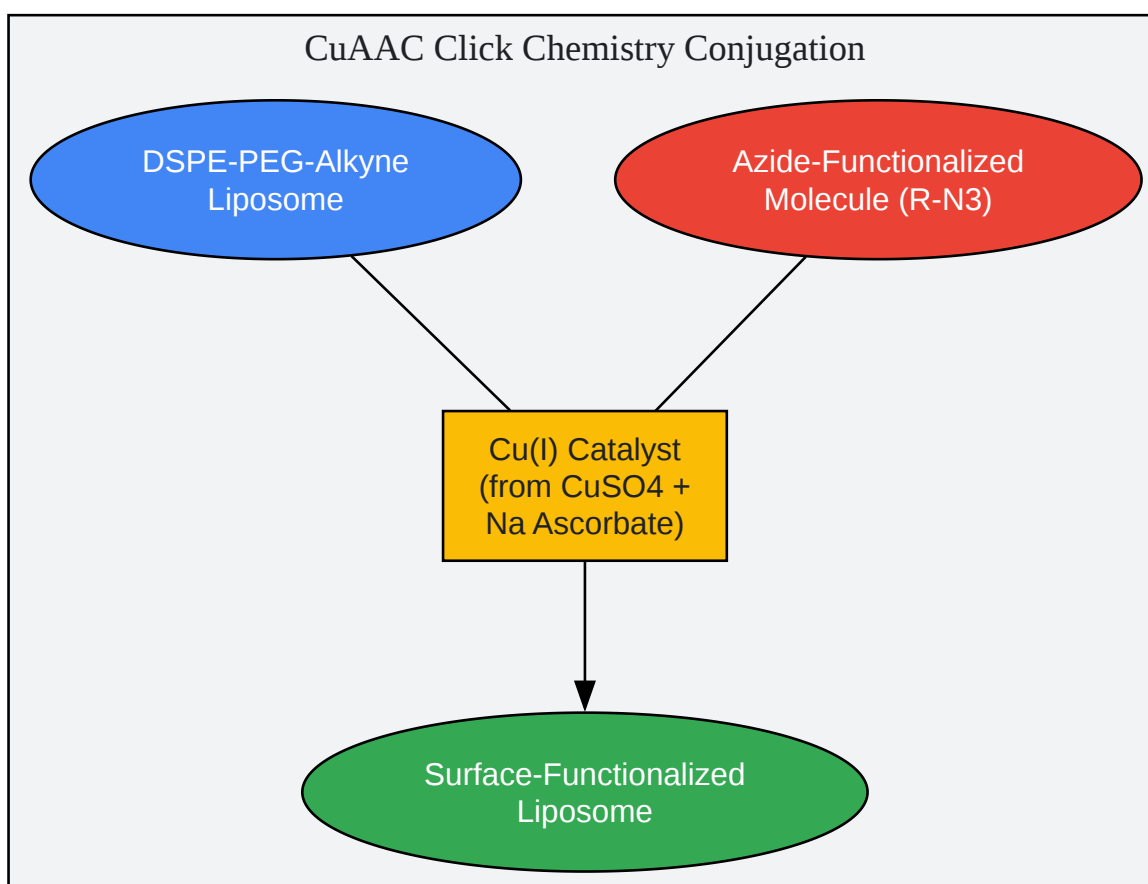 CuAAC Click Chemistry Conjugation
DSPE-PEG-Alkyne
Liposome
Azide-Functionalized
Molecule (R-N3)
Cu(I) Catalyst
(from CuSO4 +
Na Ascorbate)
Surface-Functionalized
Liposome